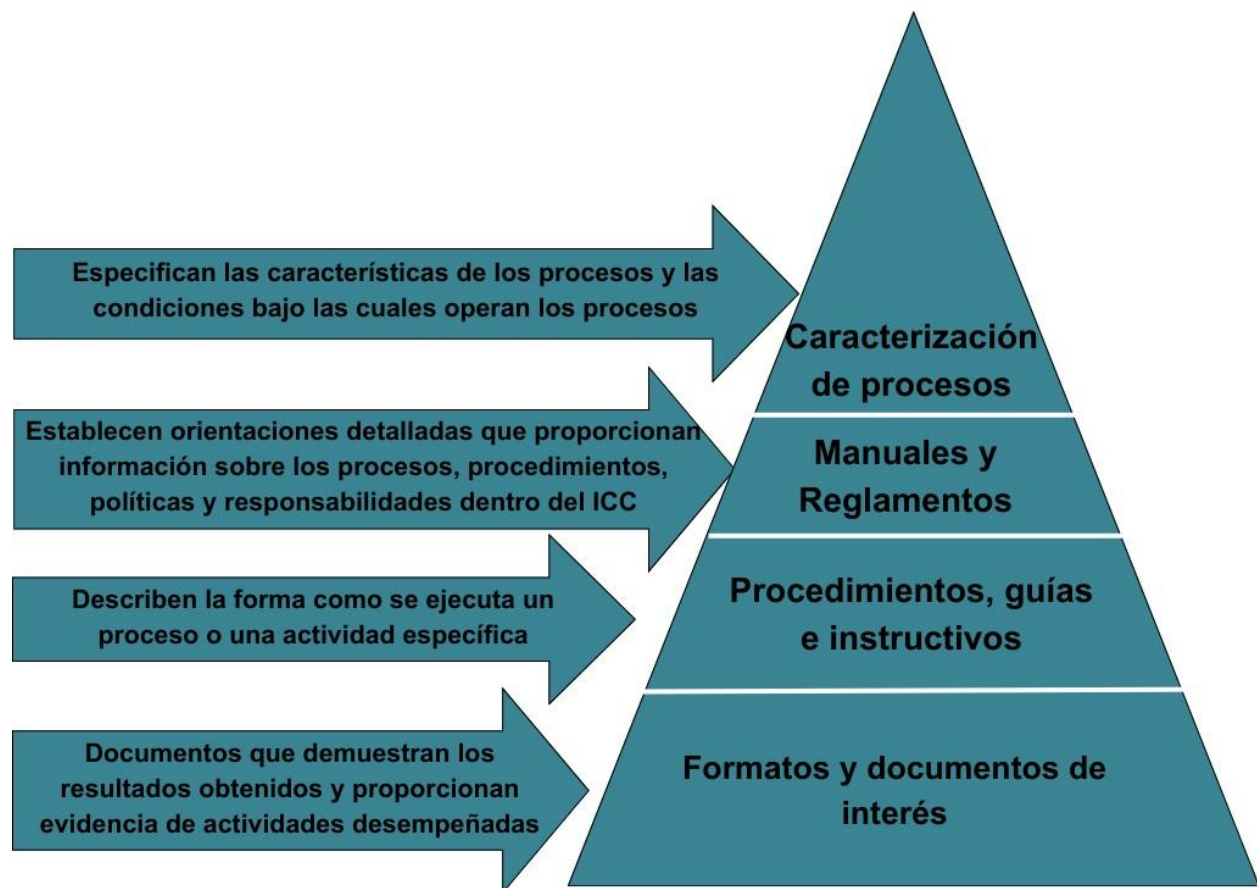 Especifican las características de los procesos y las
condiciones bajo las cuales operan los procesos
Caracterización
de procesos
Establecen orientaciones detalladas que proporcionan
información sobre los procesos, procedimientos,
políticas y responsabilidades dentro del ICC
Manuales y
Reglamentos
Describen la forma como se ejecuta un
proceso o una actividad específica
Procedimientos, guías
e instructivos
Documentos que demuestran los
resultados obtenidos y proporcionan
evidencia de actividades desempeñadas
Formatos y documentos de
interés